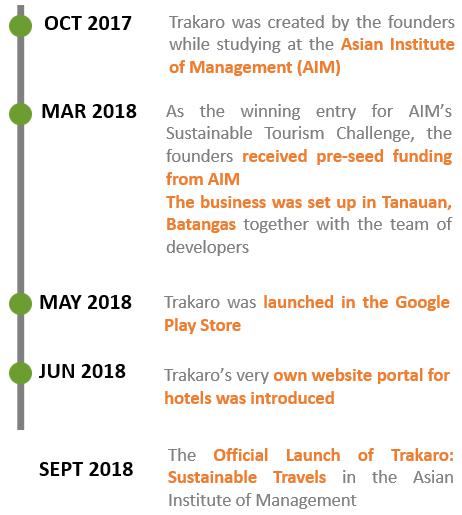 OCT 2017
Trakaro was created by the founders
while studying at the Asian Institute
of Management (AIM)
MAR 2018
As the winning entry for AIM's
Sustainable Tourism Challenge, the
founders received pre-seed funding
from AIM
The business was set up in Tanauan,
Batangas together with the team of
developers
MAY 2018
Trakaro was launched in the Google
Play Store
JUN 2018
Trakaro's very own website portal for
hotels was introduced
SEPT 2018
The Official Launch of Trakaro:
Sustainable Travels in the Asian
Institute of Management